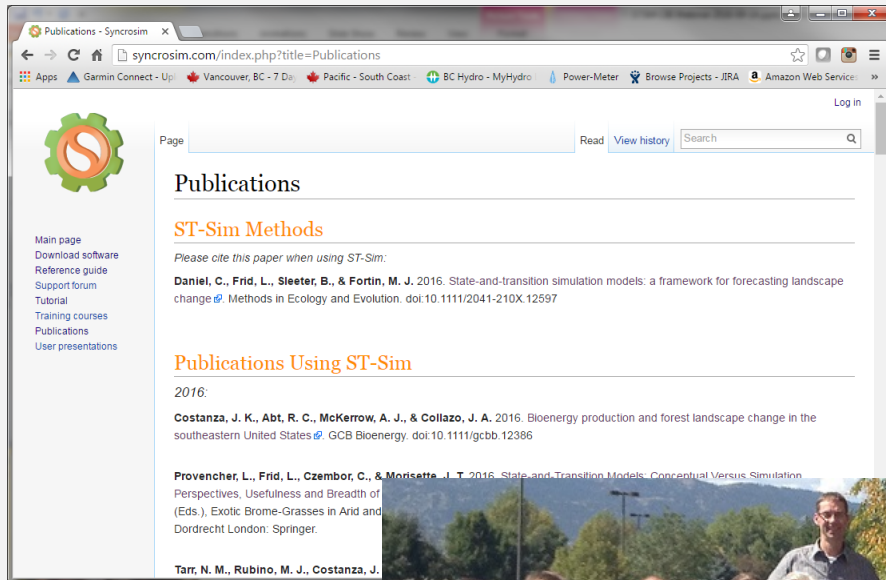 Publications - Syncrosim
syncrosim.com/index.php?title=Publications
Apps Garmin Connect - Up Vancouver, BC - 7 Da Pacific - South Coast - BC Hydro - MyHydro Power-Meter Browse Projects - JIRA Amazon Web Service »
Log in
Page Read View history Search
Publications
ST-Sim Methods
Main page
Download software
Reference guide
Support forum
Tutorial
Training courses
Publications
User presentations
Please cite this paper when using ST-Sim:
Daniel, C., Frid, L., Sleeter, B., & Fortin, M. J. 2016. State-and-transition simulation models: a framework for forecasting landscape
change. Methods in Ecology and Evolution. doi:10.1111/2041-210X.12597
Publications Using ST-Sim
2016:
Costanza, J. K., Abt, R. C., McKerrow, A. J., & Collazo, J. A. 2016. Bioenergy production and forest landscape change in the
southeastern United States. GCB Bioenergy. doi:10.1111/gcbb.12386
Provencher, L., Frid, L., Czembor, C., & Morisette, J. T. 2016. State-and-Transition Models: Conceptual Versus Simulation
Perspectives, Usefulness and Breadth of
(Eds.), Exotic Brome-Grasses in Arid and
Dordrecht London: Springer.
Tarr, N. M., Rubino, M. J., Costanza, J.